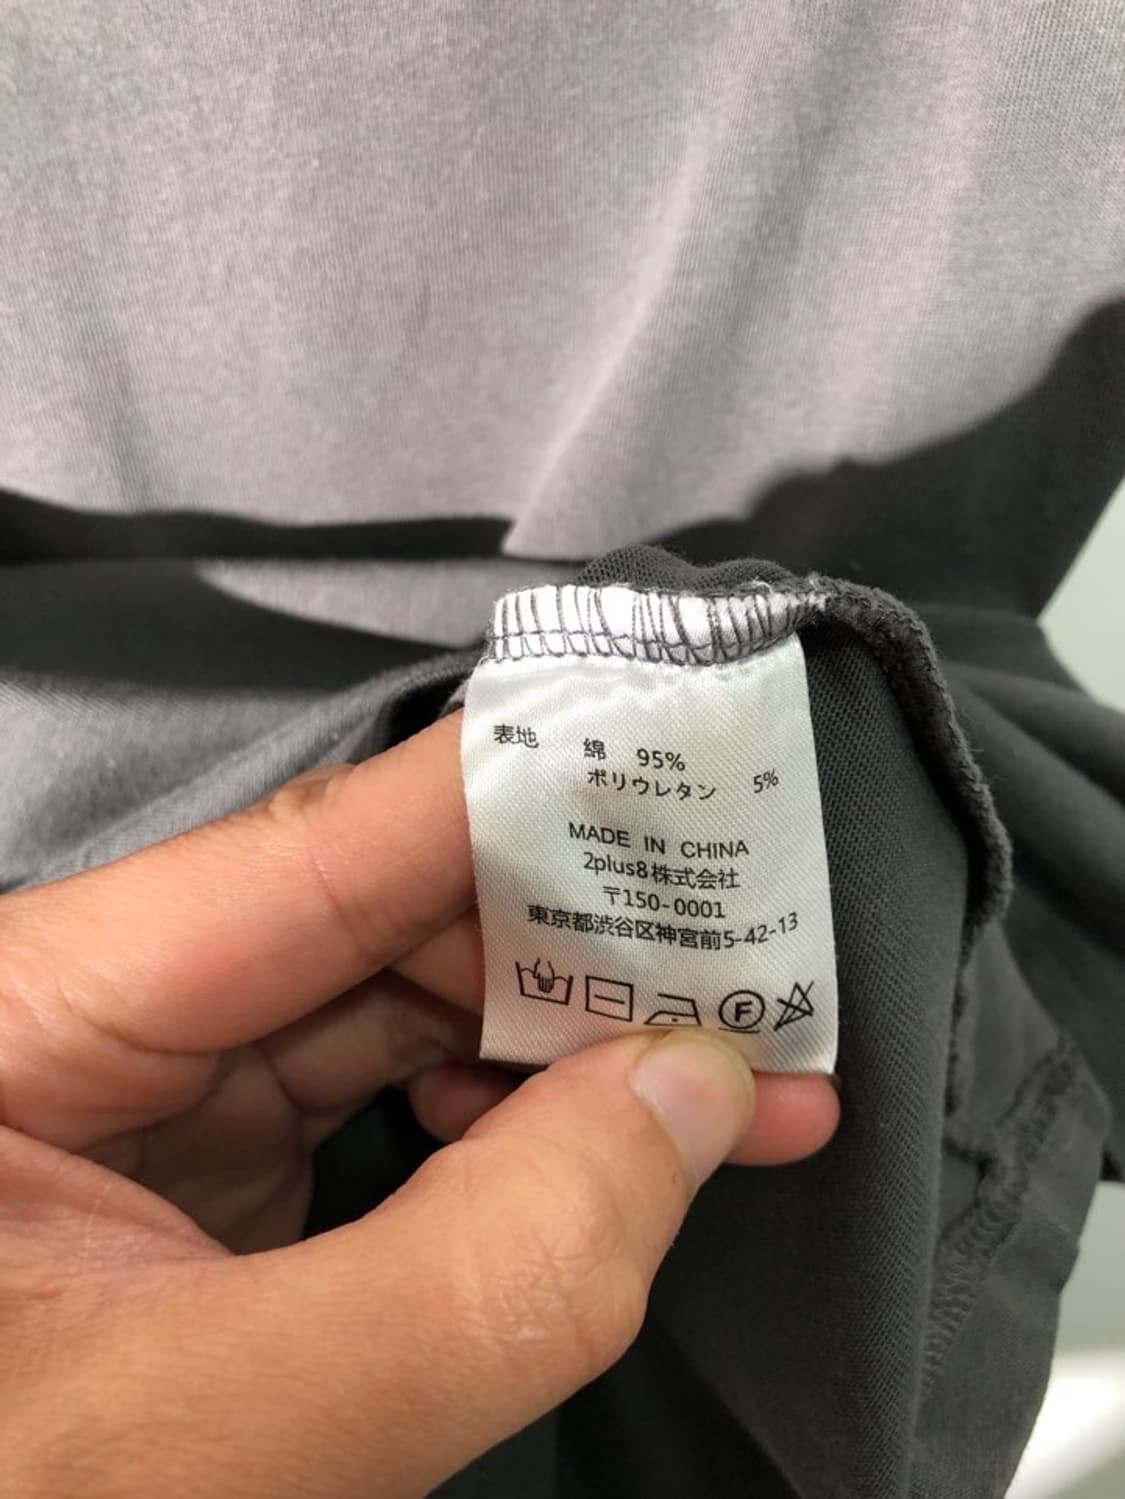 表地 綿 95%
ポリウレタン 5%
MADE IN CHINA
2plus8株式会社
〒150-0001
東京都渋谷区神宮前5-42-13
F